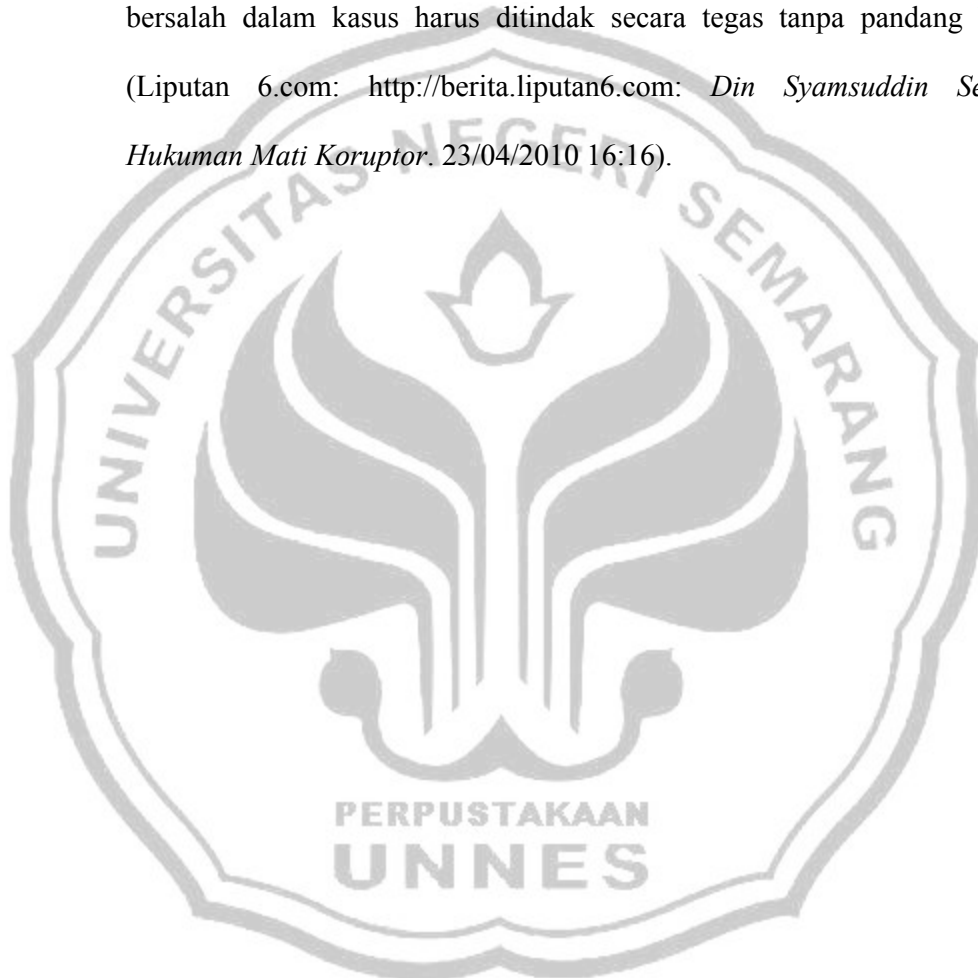 bersalah dalam kasus harus ditindak secara tegas tanpa pandang
(Liputan 6.com: http://berita.liputan6.com: Din Syamsuddin
Hukuman Mati Koruptor. 23/04/2010 16:16).
UNIVERSITAS NEGERI SEMARANG
PERPUSTAKAAN
UNNES